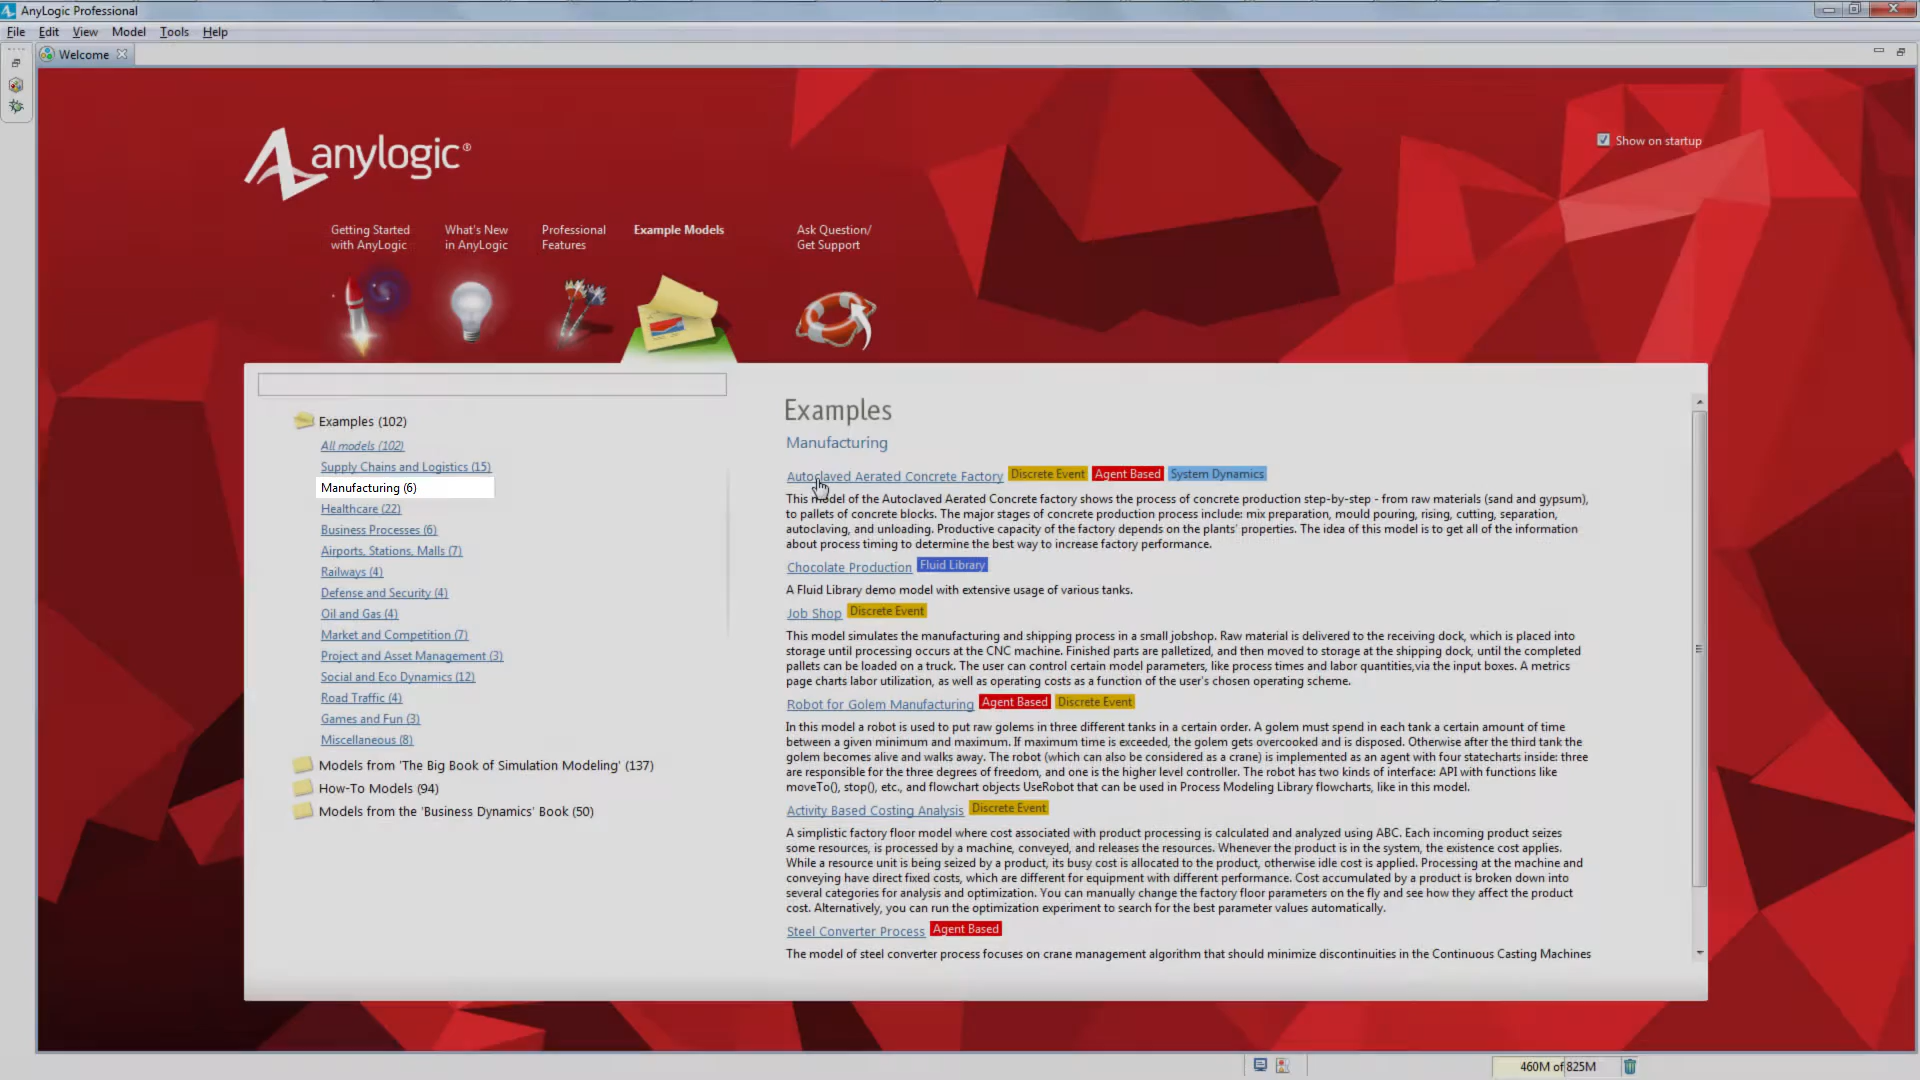 AnyLogic Professional
File Edit View Model Tools Help
Welcome
anylogic®
Show on startup
Getting Started
with AnyLogic
What's New
in AnyLogic
Professional
Features
Example Models
Ask Question/
Get Support
Examples (102)
All models (102)
Supply Chains and Logistics (15)
Manufacturing (6)
Healthcare (22)
Business Processes (6)
Airports, Stations, Malls (7)
Railways (4)
Defense and Security (4)
Oil and Gas (4)
Market and Competition (7)
Project and Asset Management (3)
Social and Eco Dynamics (12)
Road Traffic (4)
Games and Fun (3)
Miscellaneous (8)
Models from 'The Big Book of Simulation Modeling' (137)
How-To Models (94)
Models from the 'Business Dynamics' Book (50)
Examples
Manufacturing
Autoclaved Aerated Concrete Factory Discrete Event Agent Based System Dynamics
This model of the Autoclaved Aerated Concrete factory shows the process of concrete production step-by-step - from raw materials (sand and gypsum),
to pallets of concrete blocks. The major stages of concrete production process include: mix preparation, mould pouring, rising, cutting, separation,
autoclaving, and unloading. Productive capacity of the factory depends on the plants' properties. The idea of this model is to get all of the information
about process timing to determine the best way to increase factory performance.
Chocolate Production Fluid Library
A Fluid Library demo model with extensive usage of various tanks.
Job Shop Discrete Event
This model simulates the manufacturing and shipping process in a small jobshop. Raw material is delivered to the receiving dock, which is placed into
storage until processing occurs at the CNC machine. Finished parts are palletized, and then moved to storage at the shipping dock, until the completed
pallets can be loaded on a truck. The user can control certain model parameters, like process times and labor quantities,via the input boxes. A metrics
page charts labor utilization, as well as operating costs as a function of the user's chosen operating scheme.
Robot for Golem Manufacturing Agent Based Discrete Event
In this model a robot is used to put raw golems in three different tanks in a certain order. A golem must spend in each tank a certain amount of time
between a given minimum and maximum. If maximum time is exceeded, the golem gets overcooked and is disposed. Otherwise after the third tank the
golem becomes alive and walks away. The robot (which can also be considered as a crane) is implemented as an agent with four statecharts inside: three
are responsible for the three degrees of freedom, and one is the higher level controller. The robot has two kinds of interface: API with functions like
moveTo(), stop(), etc., and flowchart objects UseRobot that can be used in Process Modeling Library flowcharts, like in this model.
Activity Based Costing Analysis Discrete Event
A simplistic factory floor model where cost associated with product processing is calculated and analyzed using ABC. Each incoming product seizes
some resources, is processed by a machine, conveyed, and releases the resources. Whenever the product is in the system, the existence cost applies.
While a resource unit is being seized by a product, its busy cost is allocated to the product, otherwise idle cost is applied. Processing at the machine and
conveying have direct fixed costs, which are different for equipment with different performance. Cost accumulated by a product is broken down into
several categories for analysis and optimization. You can manually change the factory floor parameters on the fly and see how they affect the product
cost. Alternatively, you can run the optimization experiment to search for the best parameter values automatically.
Steel Converter Process Agent Based
The model of steel converter process focuses on crane management algorithm that should minimize discontinuities in the Continuous Casting Machines
460M of 825M